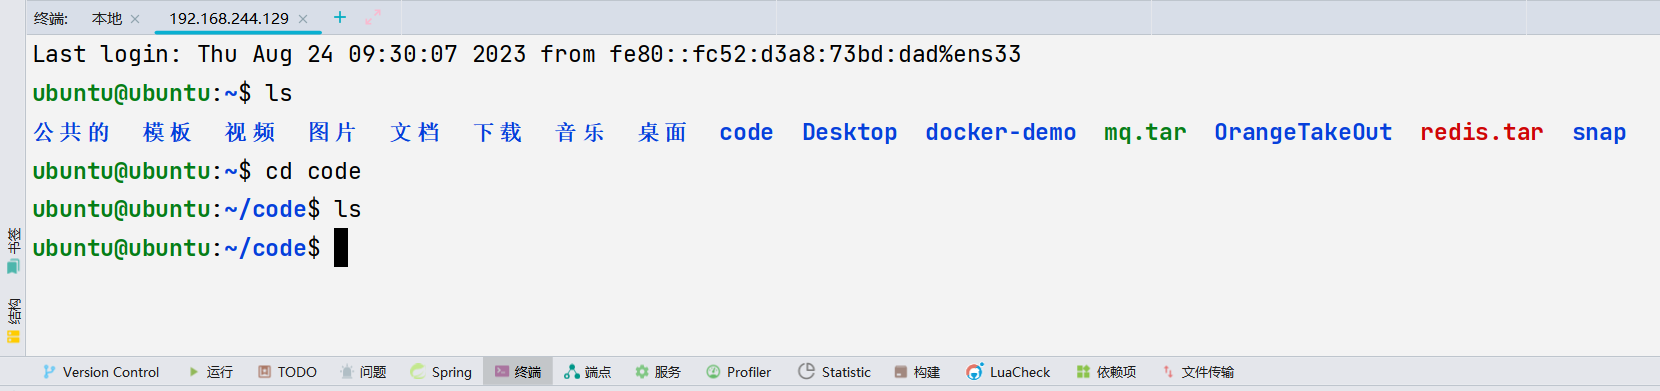 终端: 本地 × 192.168.244.129 × +
Last login: Thu Aug 24 09:30:07 2023 from fe80::fc52:d3a8:73bd:dad%ens33
ubuntu@ubuntu:~$ ls
公共的 模板 视频 图片 文档 下载 音乐 桌面 code Desktop docker-demo mq.tar OrangeTakeOut redis.tar snap
ubuntu@ubuntu:~$ cd code
ubuntu@ubuntu:~/code$ ls
ubuntu@ubuntu:~/code$
书签
结构
Version Control 运行 TODO 问题 Spring 终端 端点 服务 Profiler Statistic 构建 LuaCheck 依赖项 文件传输